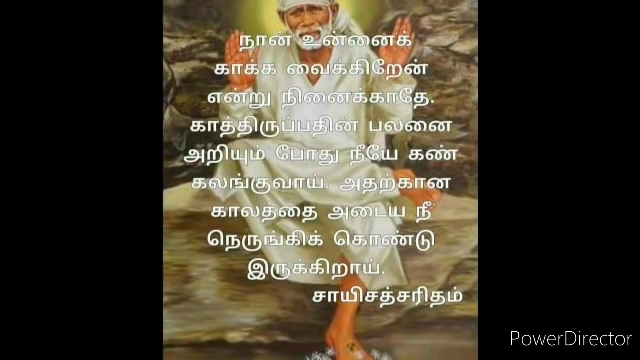 நான் உன்னைக்
காக்க வைக்கிறேன்
என்று நினைக்காதே.
காத்திருப்பதின் பலனை
அறியும் போது நீயே கண்
கலங்குவாய். அதற்கான
காலத்தை அடைய நீ
நெருங்கிக் கொண்டு
இருக்கிறாய்.
சாயிசத்சரிதம்
PowerDirector